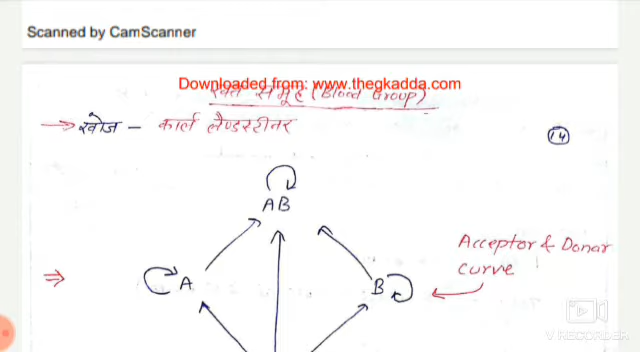 Scanned by CamScanner
Downloaded from: www.thegkadda.com
रक्त समूह (Blood Group)
→ खोज - कार्ल लैण्डस्टीनर
14
AB
Acceptor & Donar
curve
⇒ A B
V RECORDER